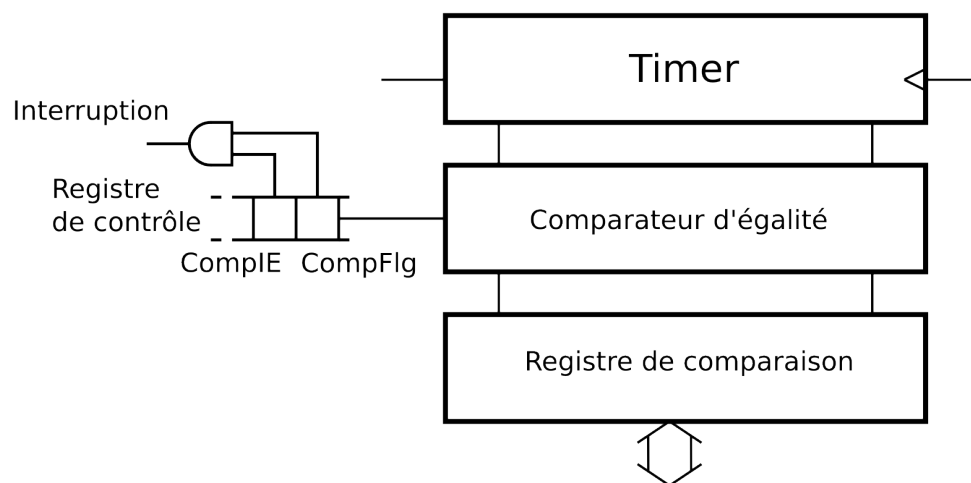 Timer
Interruption
Registre
de contrôle
Comparateur d'égalité
CompIE
CompFlg
Registre de comparaison